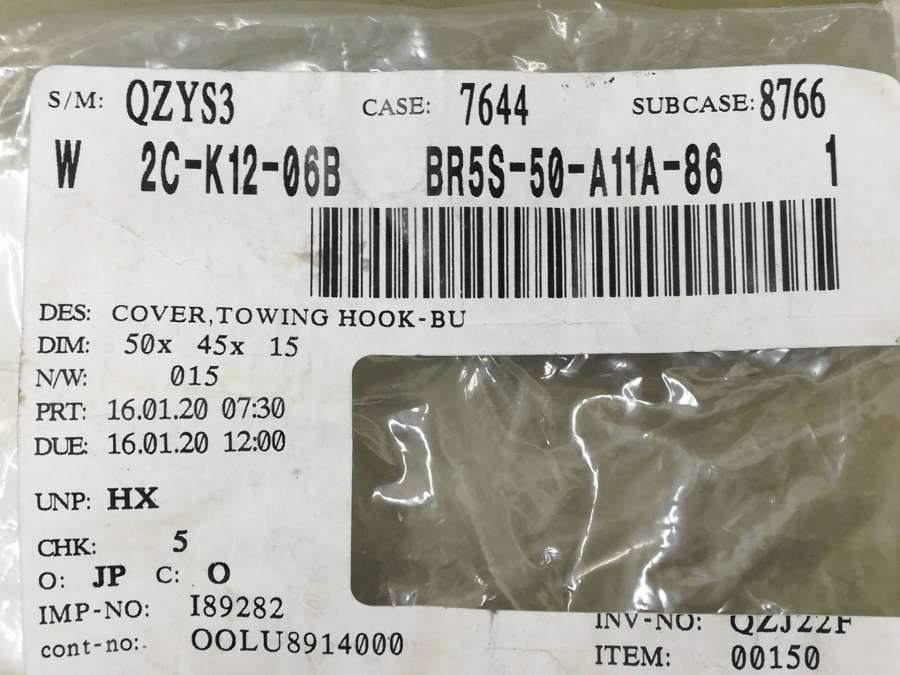 S/M: QZYS3 CASE: 7644 SUBCASE: 8766
W 2C-K12-06B BR5S-50-A11A-86 1
DES: COVER,TOWING HOOK-BU
DIM: 50x 45x 15
N/W: 015
PRT: 16.01.20 07:30
DUE: 16.01.20 12:00
UNP: HX
CHK: 5
O: JP C: O
IMP-NO: I89282
INV-NO: QZJ22F
cont-no:. OOLU8914000
ITEM: 00150